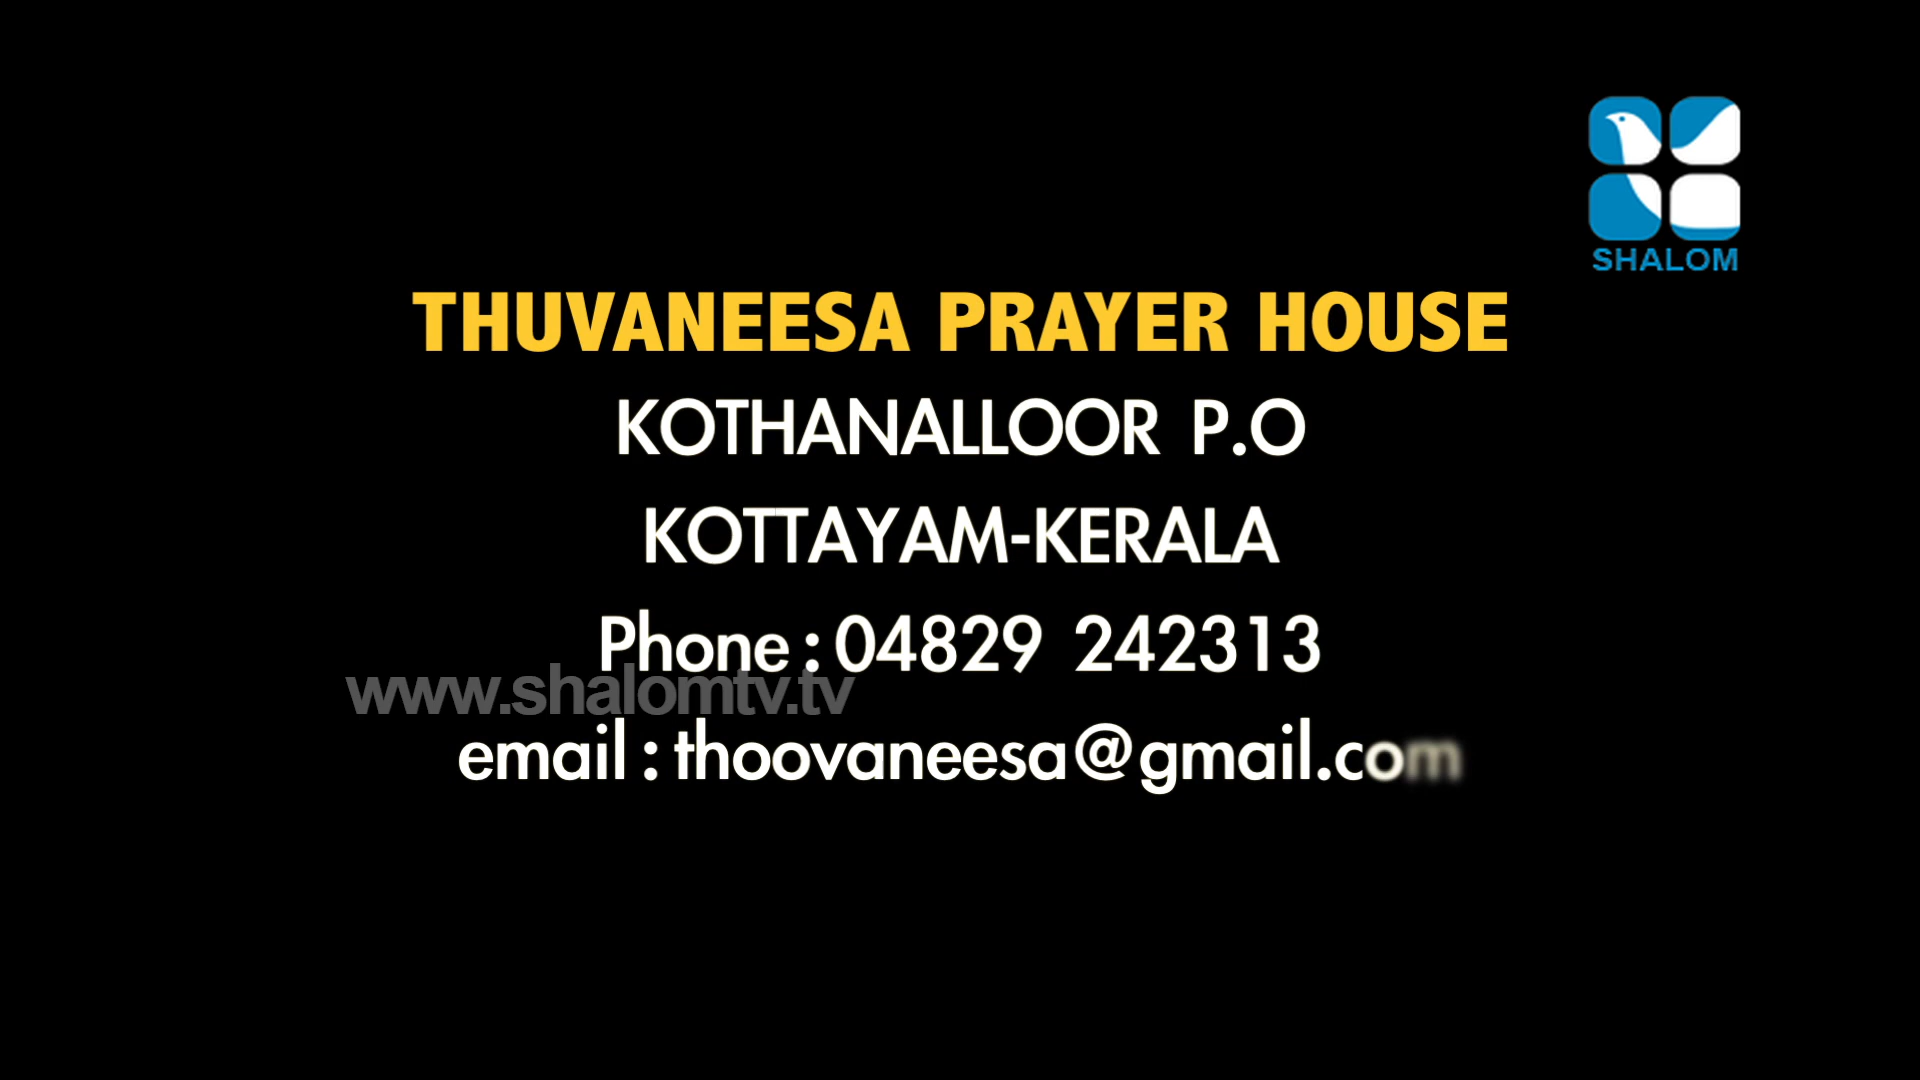 SHALOM
THUVANEESA PRAYER HOUSE
KOTHANALLOOR P.O
KOTTAYAM-KERALA
Phone : 04829 242313
www.shalomtv.tv
email : thoovaneesa@gmail.com